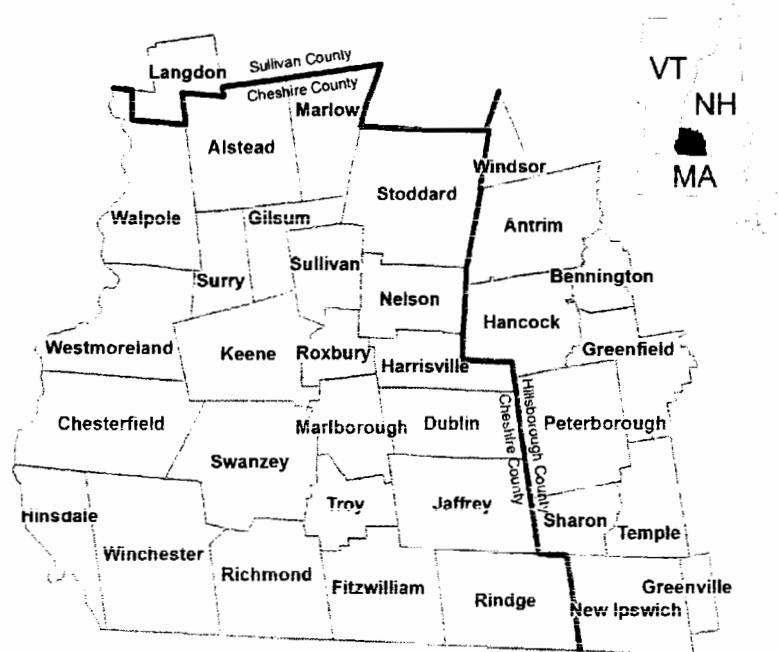 Langdon
Sullivan County
Cheshire County
Marlow
VT
NH
MA
Alstead
Windsor
Stoddard
Walpole
Gilsum
Antrim
Sullivan
Surry
Bennington
Nelson
Hancock
Westmoreland
Keene
Roxbury
Harrisville
Greenfield
Chesterfield
Marlborough
Dublin
Hillsborough County
Cheshire County
Peterborough
Swanzey
Hinsdale
Troy
Jaffrey
Sharon
Temple
Winchester
Richmond
Fitzwilliam
Rindge
New Ipswich
Greenville